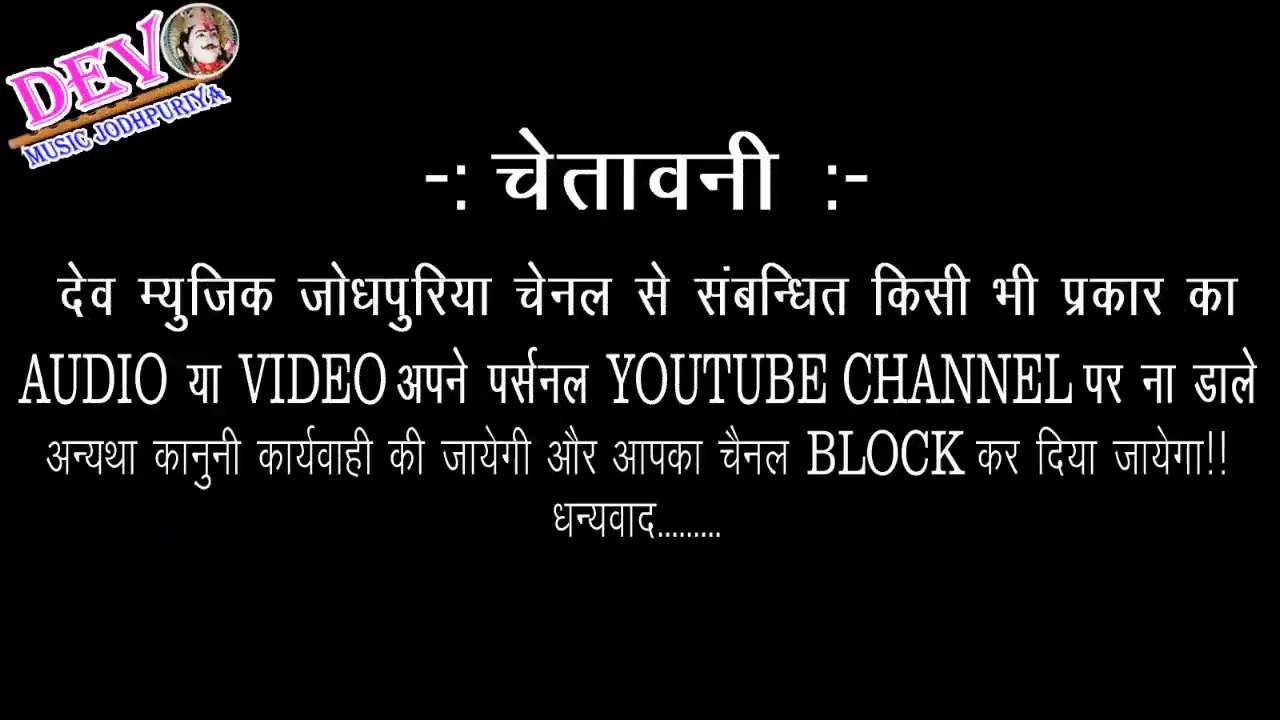 DEV
MUSIC JODHPURIYA
-: चेतावनी :-
देव म्युजिक जोधपुरिया चेनल से संबन्धित किसी भी प्रकार का
AUDIO या VIDEO अपने पर्सनल YOUTUBE CHANNEL पर ना डाले
अन्यथा कानुनी कार्यवाही की जायेगी और आपका चैनल BLOCK कर दिया जायेगा!!
धन्यवाद.........